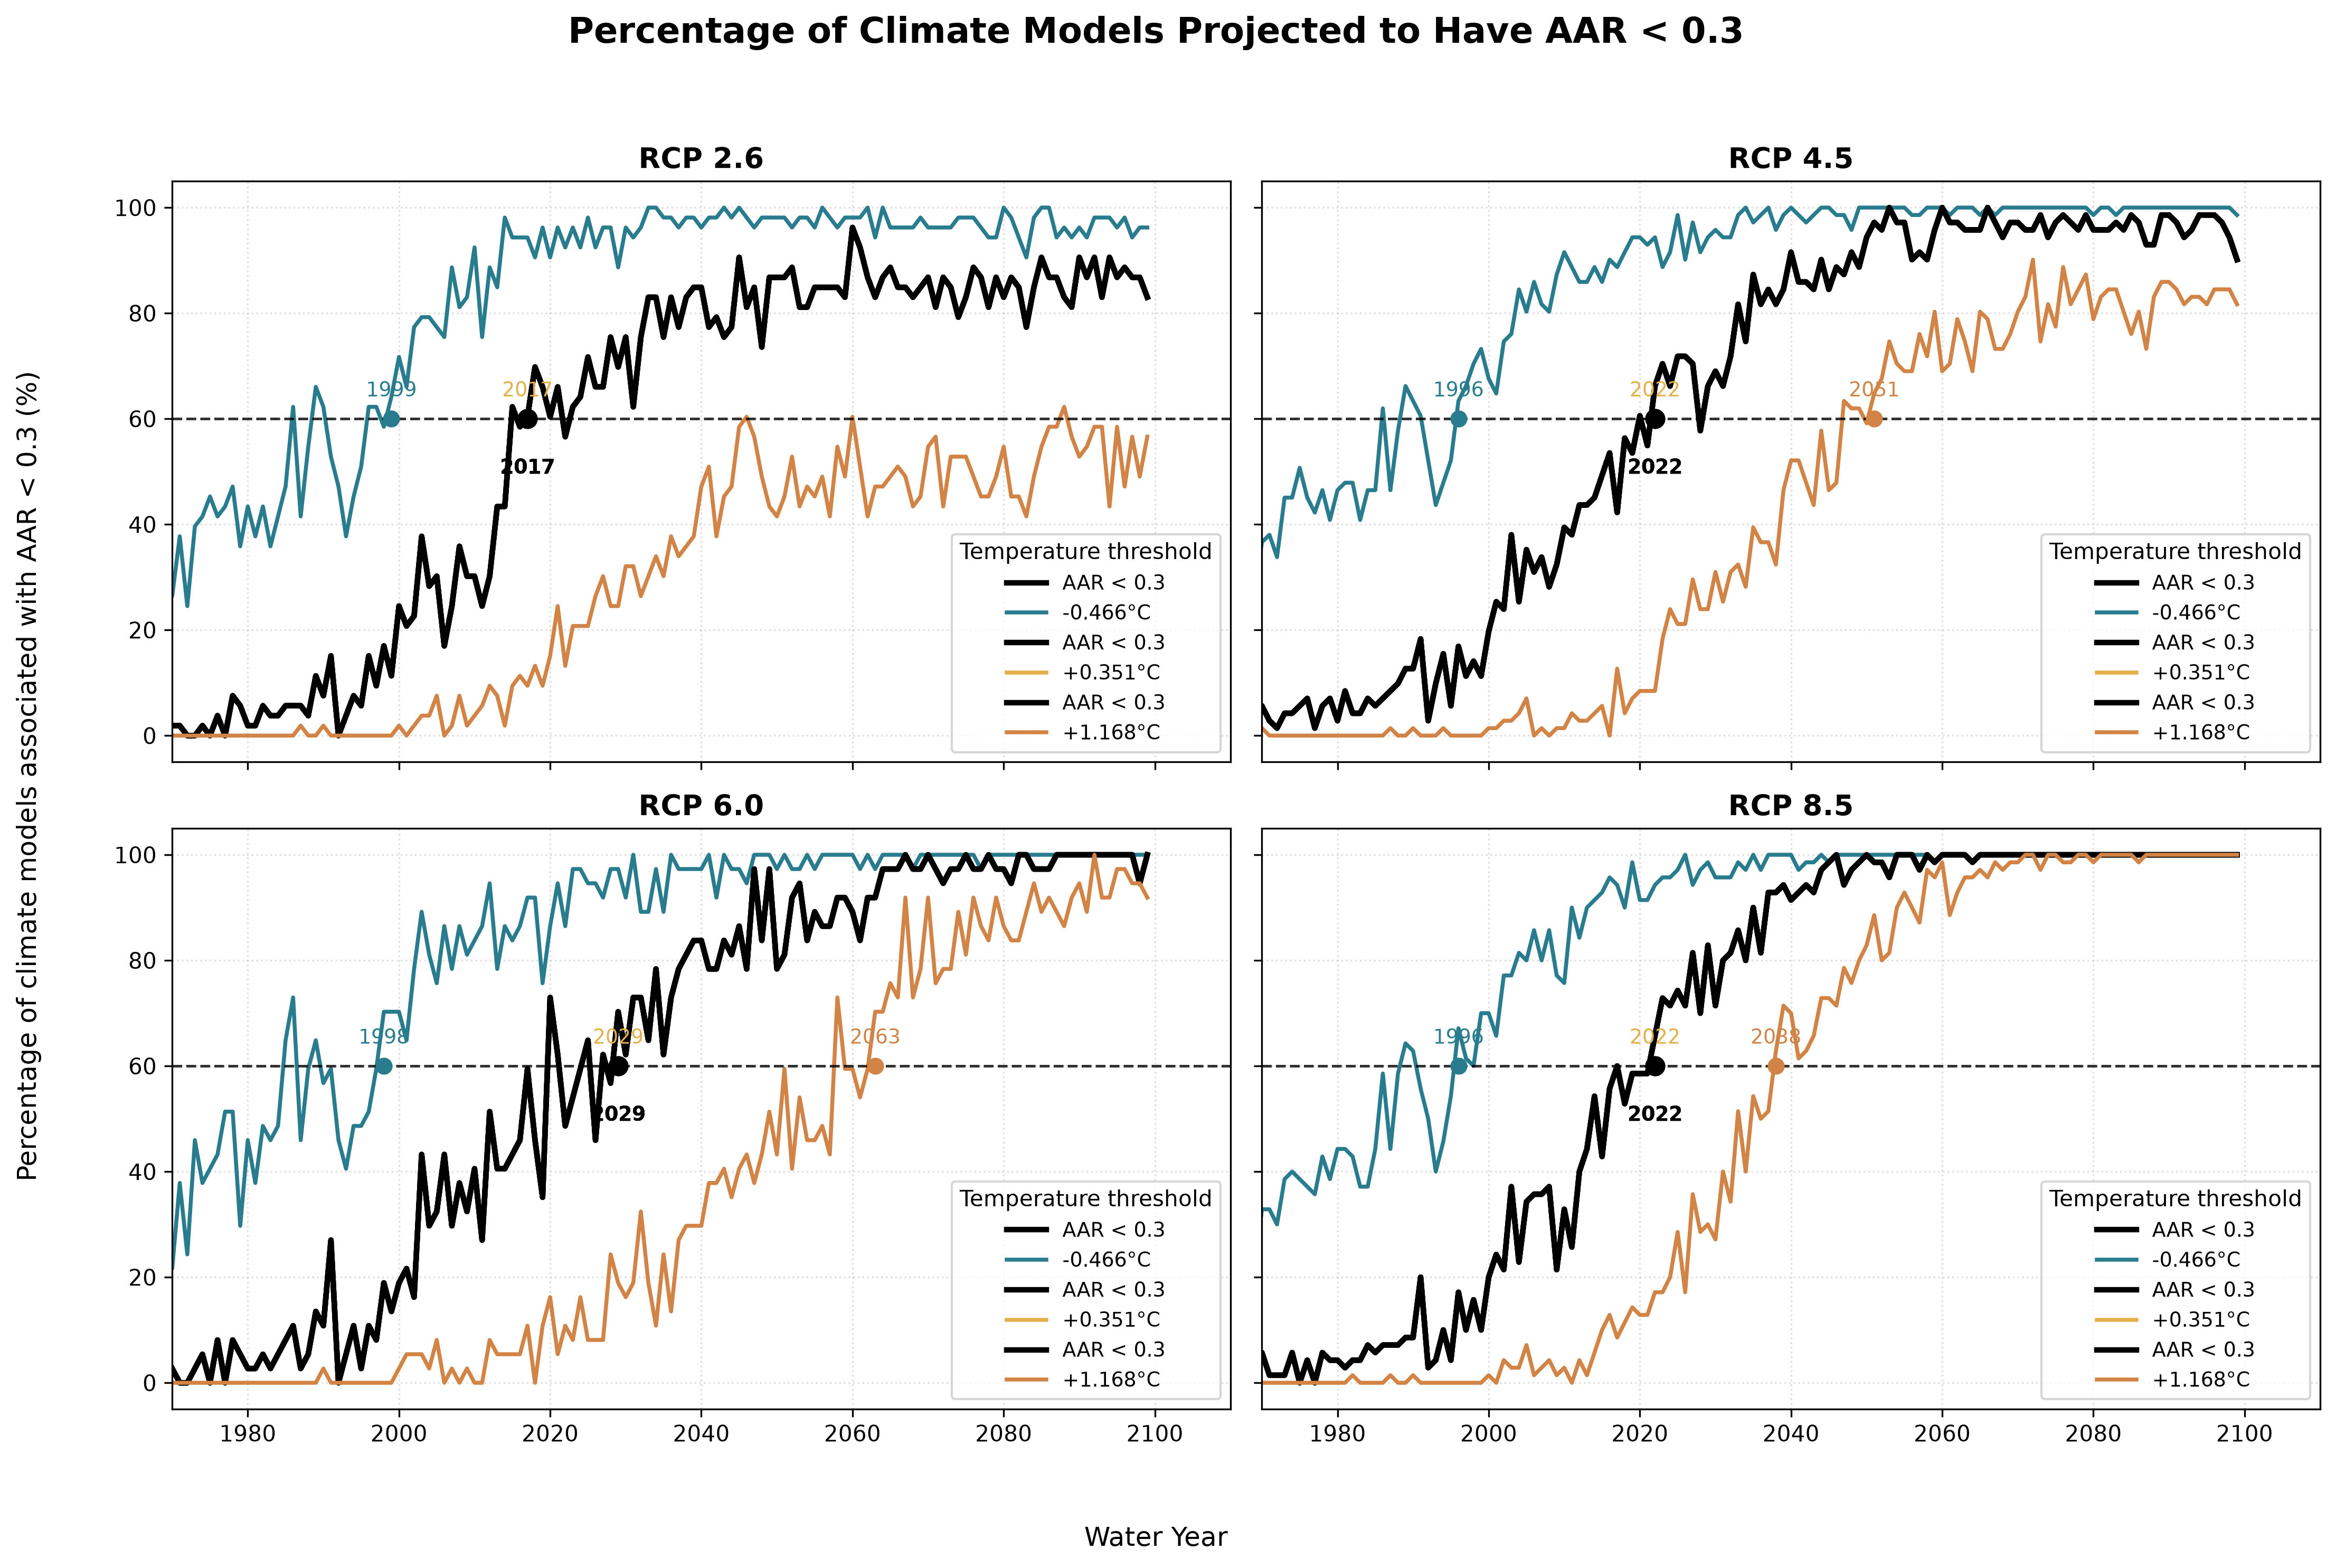 Percentage of Climate Models Projected to Have AAR < 0.3
Percentage of climate models associated with AAR < 0.3 (%)
RCP 2.6
100
80
60
40
20
0
1999
2017
2017
Temperature threshold
AAR < 0.3
-0.466°C
AAR < 0.3
+0.351°C
AAR < 0.3
+1.168°C
RCP 4.5
1996
2022
2051
2022
Temperature threshold
AAR < 0.3
-0.466°C
AAR < 0.3
+0.351°C
AAR < 0.3
+1.168°C
RCP 6.0
100
80
60
40
20
0
1998
2029
2063
2029
Temperature threshold
AAR < 0.3
-0.466°C
AAR < 0.3
+0.351°C
AAR < 0.3
+1.168°C
1980 2000 2020 2040 2060 2080 2100
RCP 8.5
1996
2022
2038
2022
Temperature threshold
AAR < 0.3
-0.466°C
AAR < 0.3
+0.351°C
AAR < 0.3
+1.168°C
1980 2000 2020 2040 2060 2080 2100
Water Year